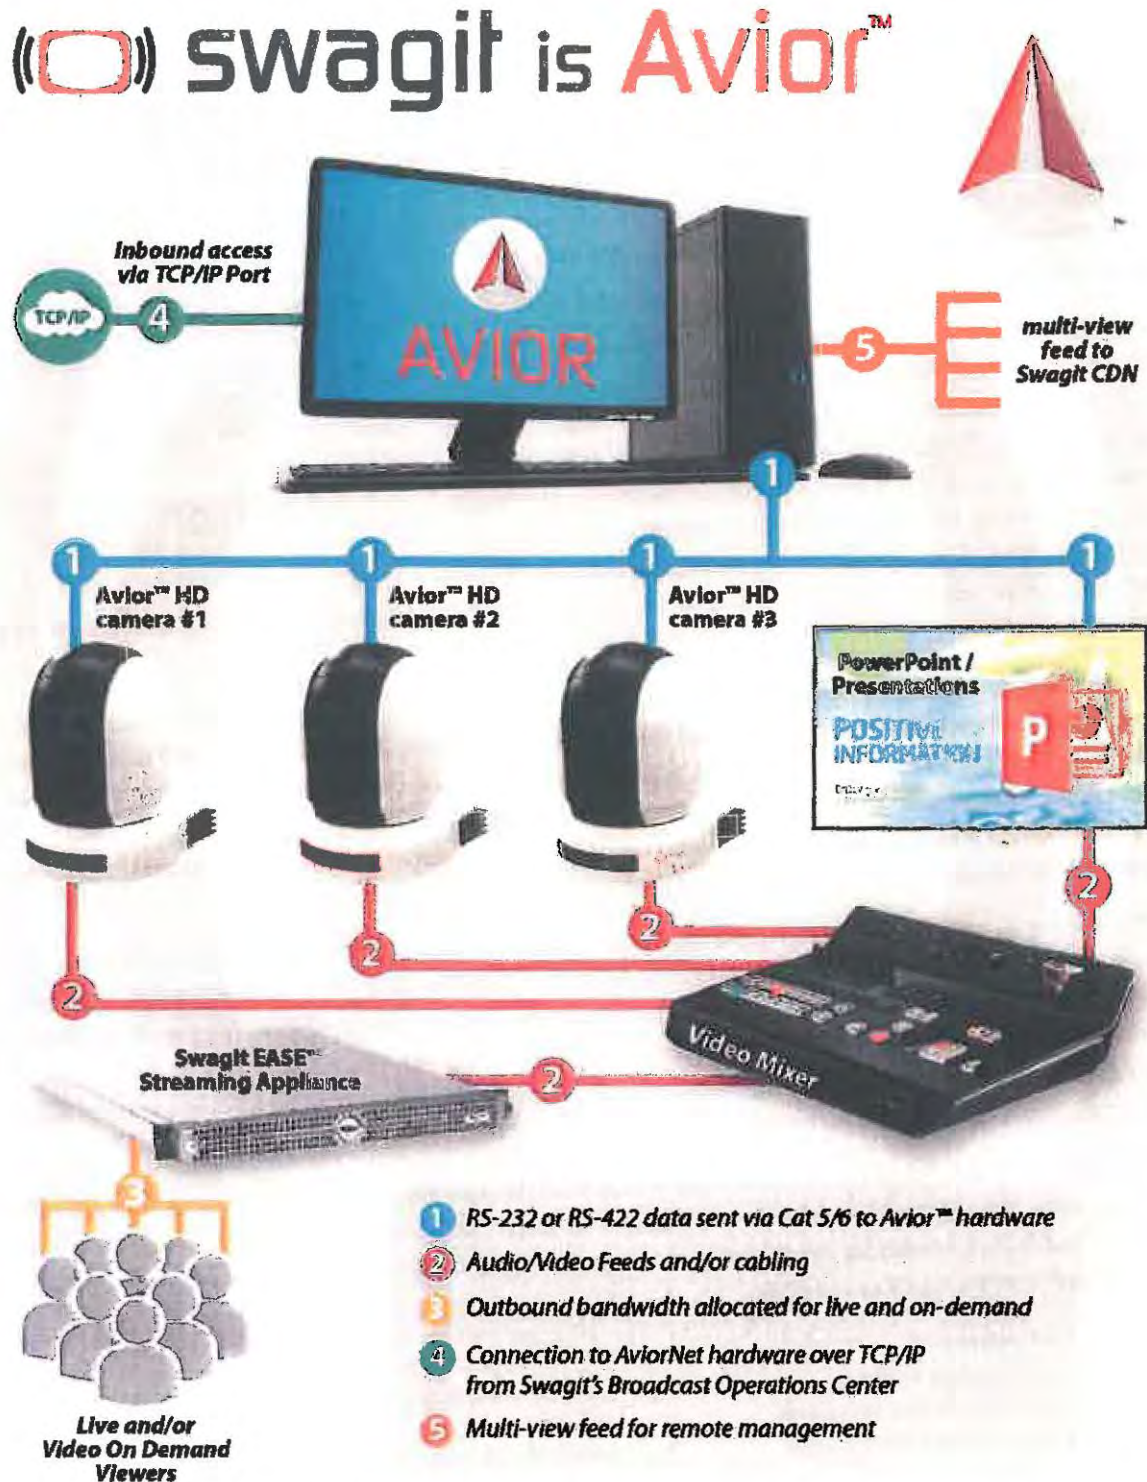 swagit is Avior™
Inbound access
via TCP/IP Port
TCP/IP
4
AVIOR
5
multi-view
feed to
Swagit CDN
1
1
1
1
1
Avior™ HD
camera #1
Avior™ HD
camera #2
Avior™ HD
camera #3
PowerPoint /
Presentations
POSITIVE
INFORMATION
P
2
2
2
2
Video Mixer
Swagit EASE™
Streaming Appliance
2
3
1 RS-232 or RS-422 data sent via Cat 5/6 to Avior™ hardware
2 Audio/Video Feeds and/or cabling
3 Outbound bandwidth allocated for live and on-demand
4 Connection to AviorNet hardware over TCP/IP
from Swagit's Broadcast Operations Center
5 Multi-view feed for remote management
Live and/or
Video On Demand
Viewers